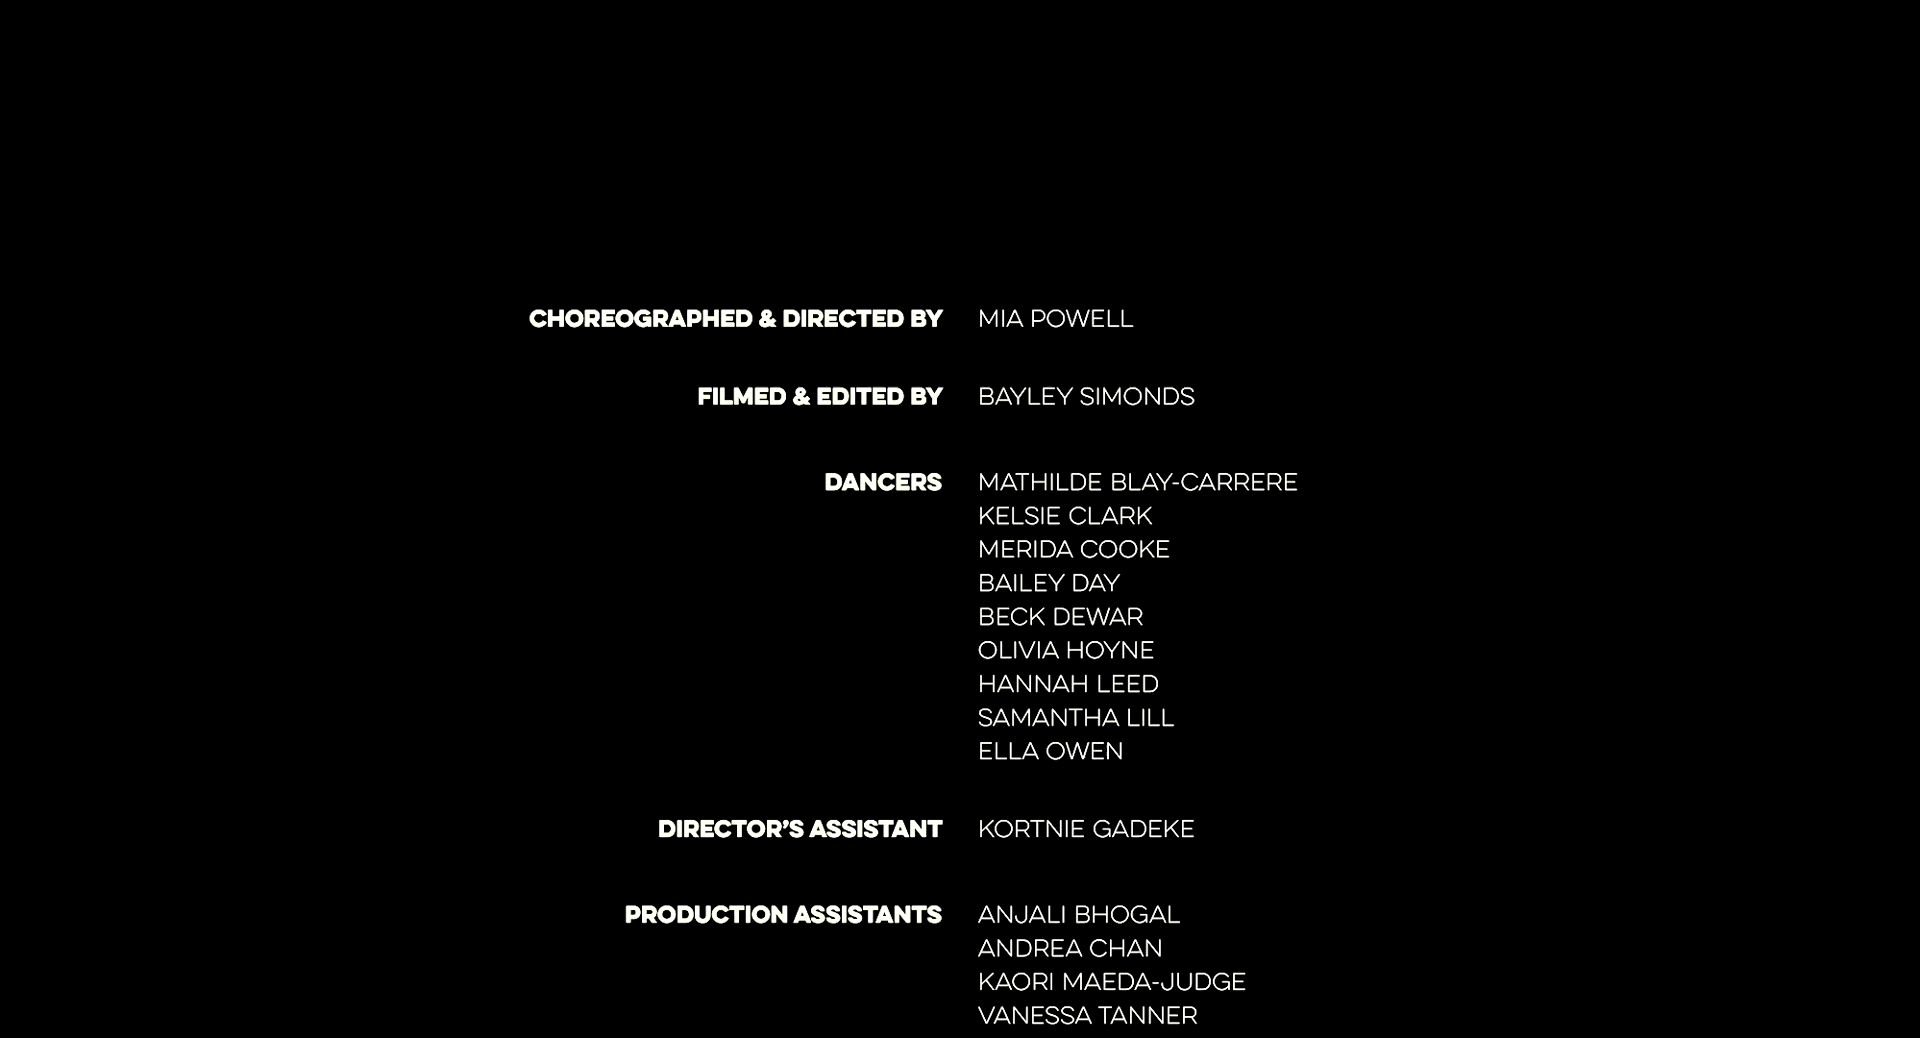 CHOREOGRAPHED & DIRECTED BY MIA POWELL
FILMED & EDITED BY BAYLEY SIMONDS
DANCERS MATHILDE BLAY-CARRERE
KELSIE CLARK
MERIDA COOKE
BAILEY DAY
BECK DEWAR
OLIVIA HOYNE
HANNAH LEED
SAMANTHA LILL
ELLA OWEN
DIRECTOR’S ASSISTANT KORTNIE GADEKE
PRODUCTION ASSISTANTS ANJALI BHOGAL
ANDREA CHAN
KAORI MAEDA-JUDGE
VANESSA TANNER